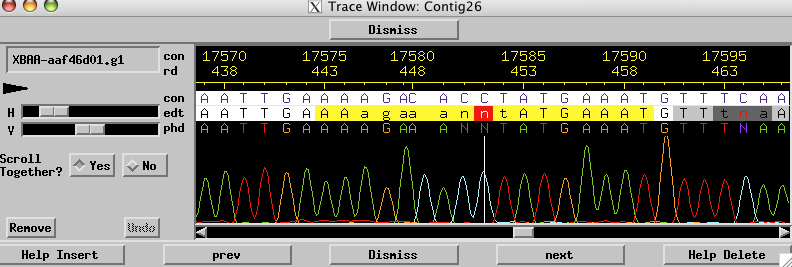 Trace Window: Contig26
Dismiss
XBAA-aaf46d01.g1
con 17570 17575 17580 17585 17590 17595
rd 438 443 448 453 458 463
con A A T T G A A A A G A C A C C T A T G A A A T G T T T C A A
edt A A T T G A A A a g a a a n n t A T G A A A T G T T t n a A
phd A A T T G A A A A G A A A N N T A T G A A A T G T T T N A A
H
V
Scroll Together? Yes No
Remove Undo
Help Insert prev Dismiss next Help Delete